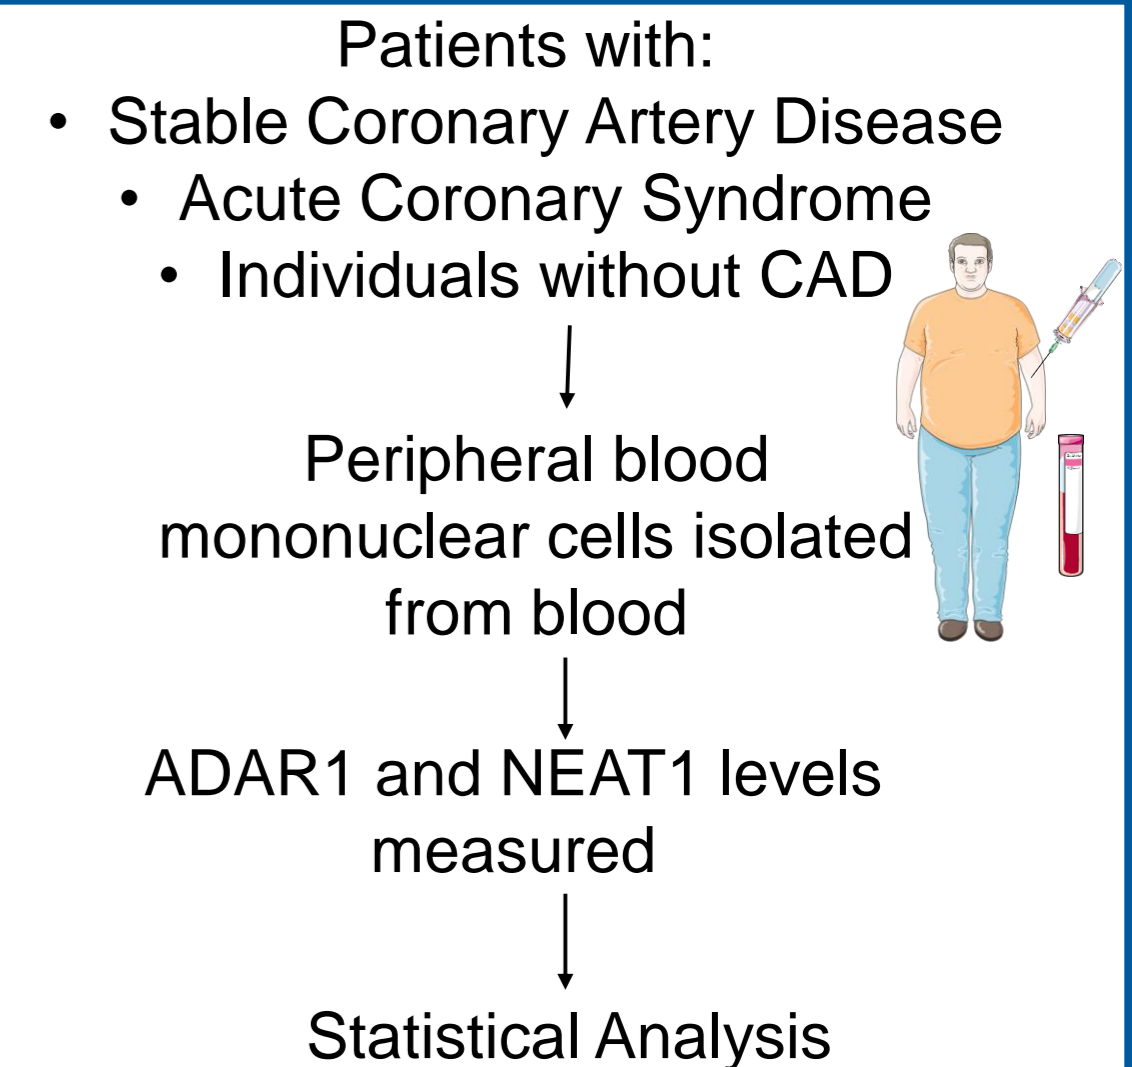 Patients with:
• Stable Coronary Artery Disease
• Acute Coronary Syndrome
• Individuals without CAD
Peripheral blood
mononuclear cells isolated
from blood
ADAR1 and NEAT1 levels
measured
Statistical Analysis